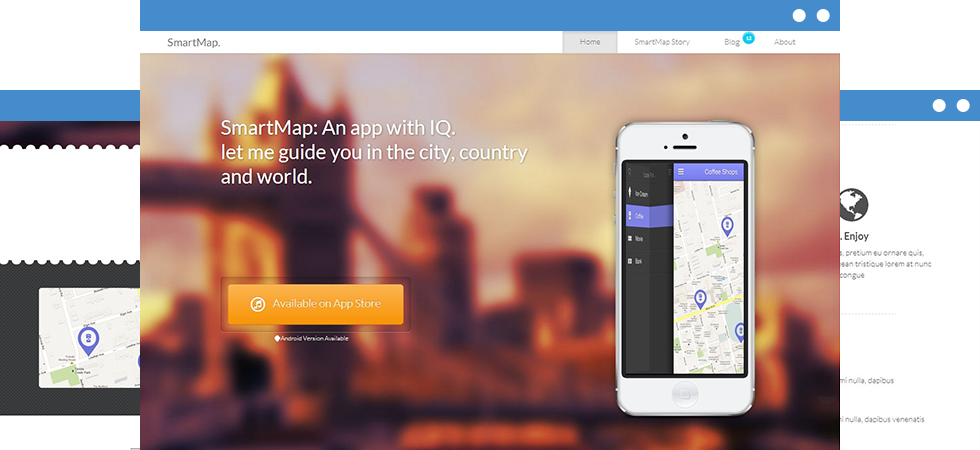 SmartMap.
Home
SmartMap Story
Blog
12
About
SmartMap: An app with IQ.
let me guide you in the city, country
and world.
Available on App Store
Android Version Available
Coffee Shops
Coffee
Movie
Bank
. Enjoy
s, pretium eu ornare quis,
ean tristique lorem at nunc
congue
mi nulla, dapibus
mi nulla, dapibus venenatis